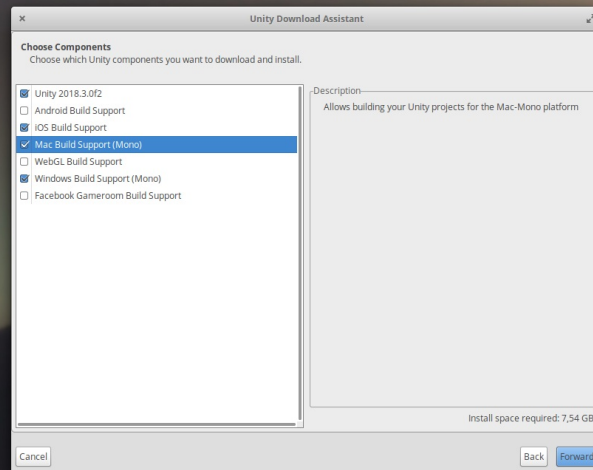 Unity Download Assistant
Choose Components
Choose which Unity components you want to download and install.
Unity 2018.3.0f2
Android Build Support
iOS Build Support
Mac Build Support (Mono)
WebGL Build Support
Windows Build Support (Mono)
Facebook Gameroom Build Support
Description
Allows building your Unity projects for the Mac-Mono platform
Install space required: 7,54 GB
Cancel
Back
Forward